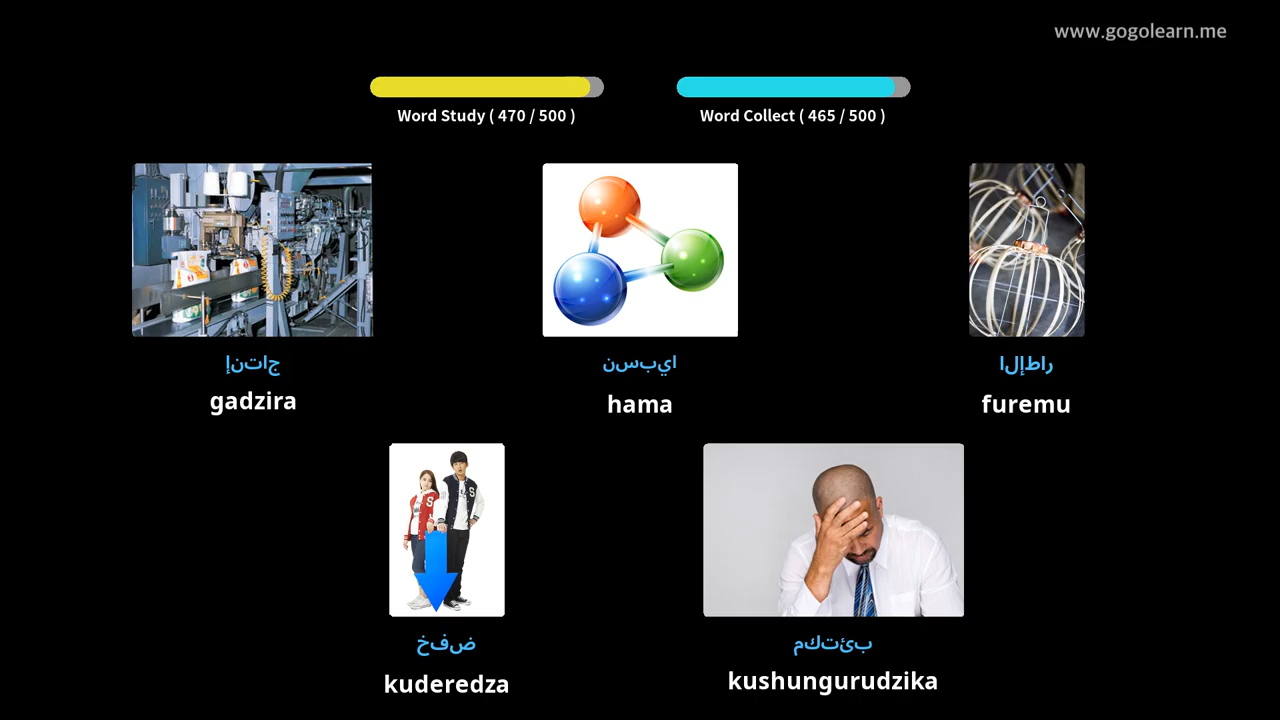 www.gogolearn.me
Word Study ( 470 / 500 )
Word Collect ( 465 / 500 )
إنتاج
نسبيا
الإطار
gadzira
hama
furemu
خفض
مكتئب
kuderedza
kushungurudzika